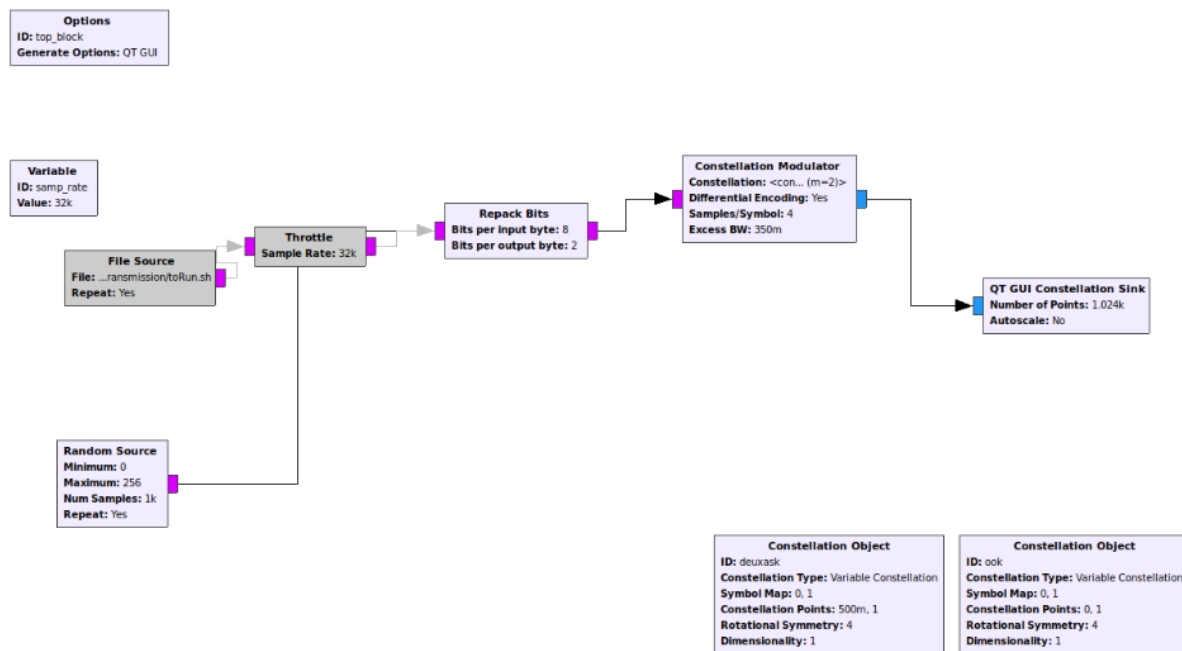 Options
ID: top_block
Generate Options: QT GUI
Variable
ID: samp_rate
Value: 32k
File Source
File: ...ransmission/toRun.sh
Repeat: Yes
Throttle
Sample Rate: 32k
Repack Bits
Bits per input byte: 8
Bits per output byte: 2
Constellation Modulator
Constellation: <con... (m=2)>
Differential Encoding: Yes
Samples/Symbol: 4
Excess BW: 350m
QT GUI Constellation Sink
Number of Points: 1.024k
Autoscale: No
Random Source
Minimum: 0
Maximum: 256
Num Samples: 1k
Repeat: Yes
Constellation Object
ID: deuxask
Constellation Type: Variable Constellation
Symbol Map: 0, 1
Constellation Points: 500m, 1
Rotational Symmetry: 4
Dimensionality: 1
Constellation Object
ID: ook
Constellation Type: Variable Constellation
Symbol Map: 0, 1
Constellation Points: 0, 1
Rotational Symmetry: 4
Dimensionality: 1